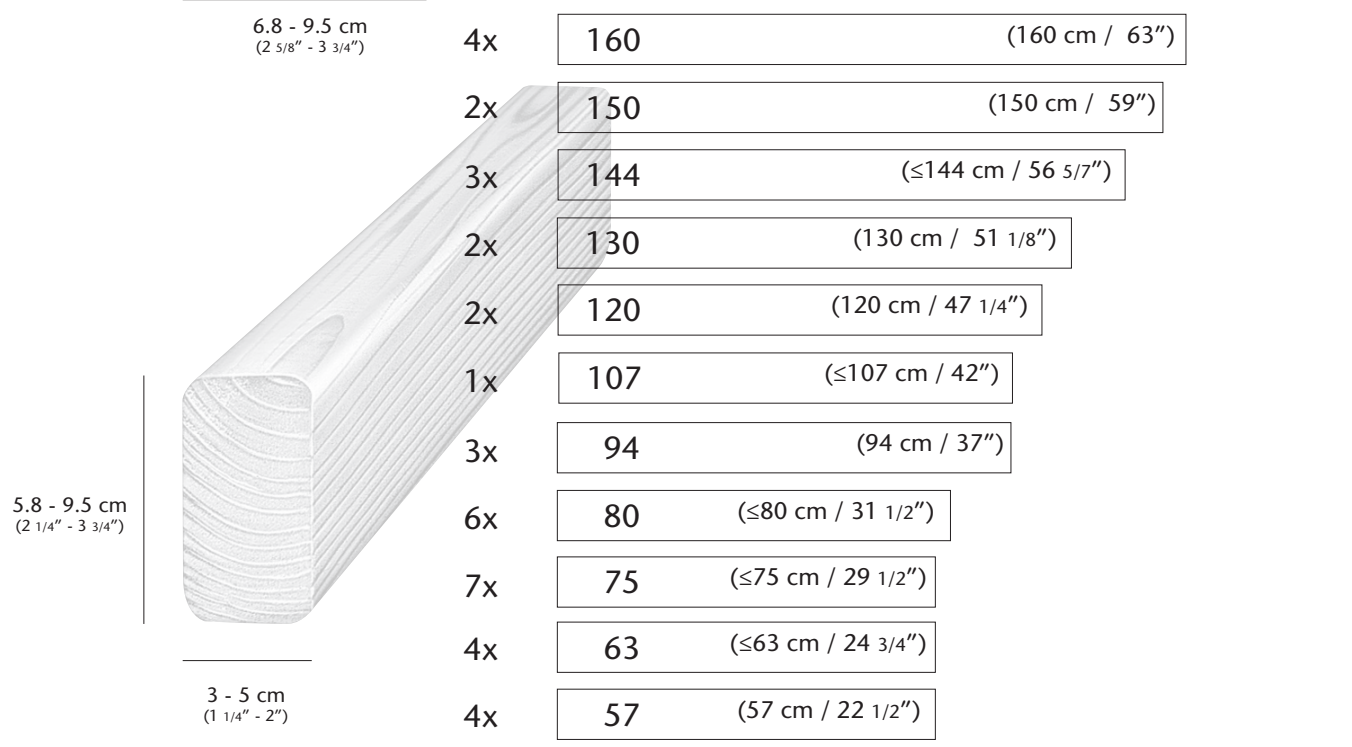 6.8 - 9.5 cm
(2 5/8” - 3 3/4”)
4x 160 (160 cm / 63”)
2x 150 (150 cm / 59”)
3x 144 (≤144 cm / 56 5/7”)
2x 130 (130 cm / 51 1/8”)
2x 120 (120 cm / 47 1/4”)
1x 107 (≤107 cm / 42”)
3x 94 (94 cm / 37”)
6x 80 (≤80 cm / 31 1/2”)
7x 75 (≤75 cm / 29 1/2”)
4x 63 (≤63 cm / 24 3/4”)
4x 57 (57 cm / 22 1/2”)
5.8 - 9.5 cm
(2 1/4” - 3 3/4”)
3 - 5 cm
(1 1/4” - 2”)